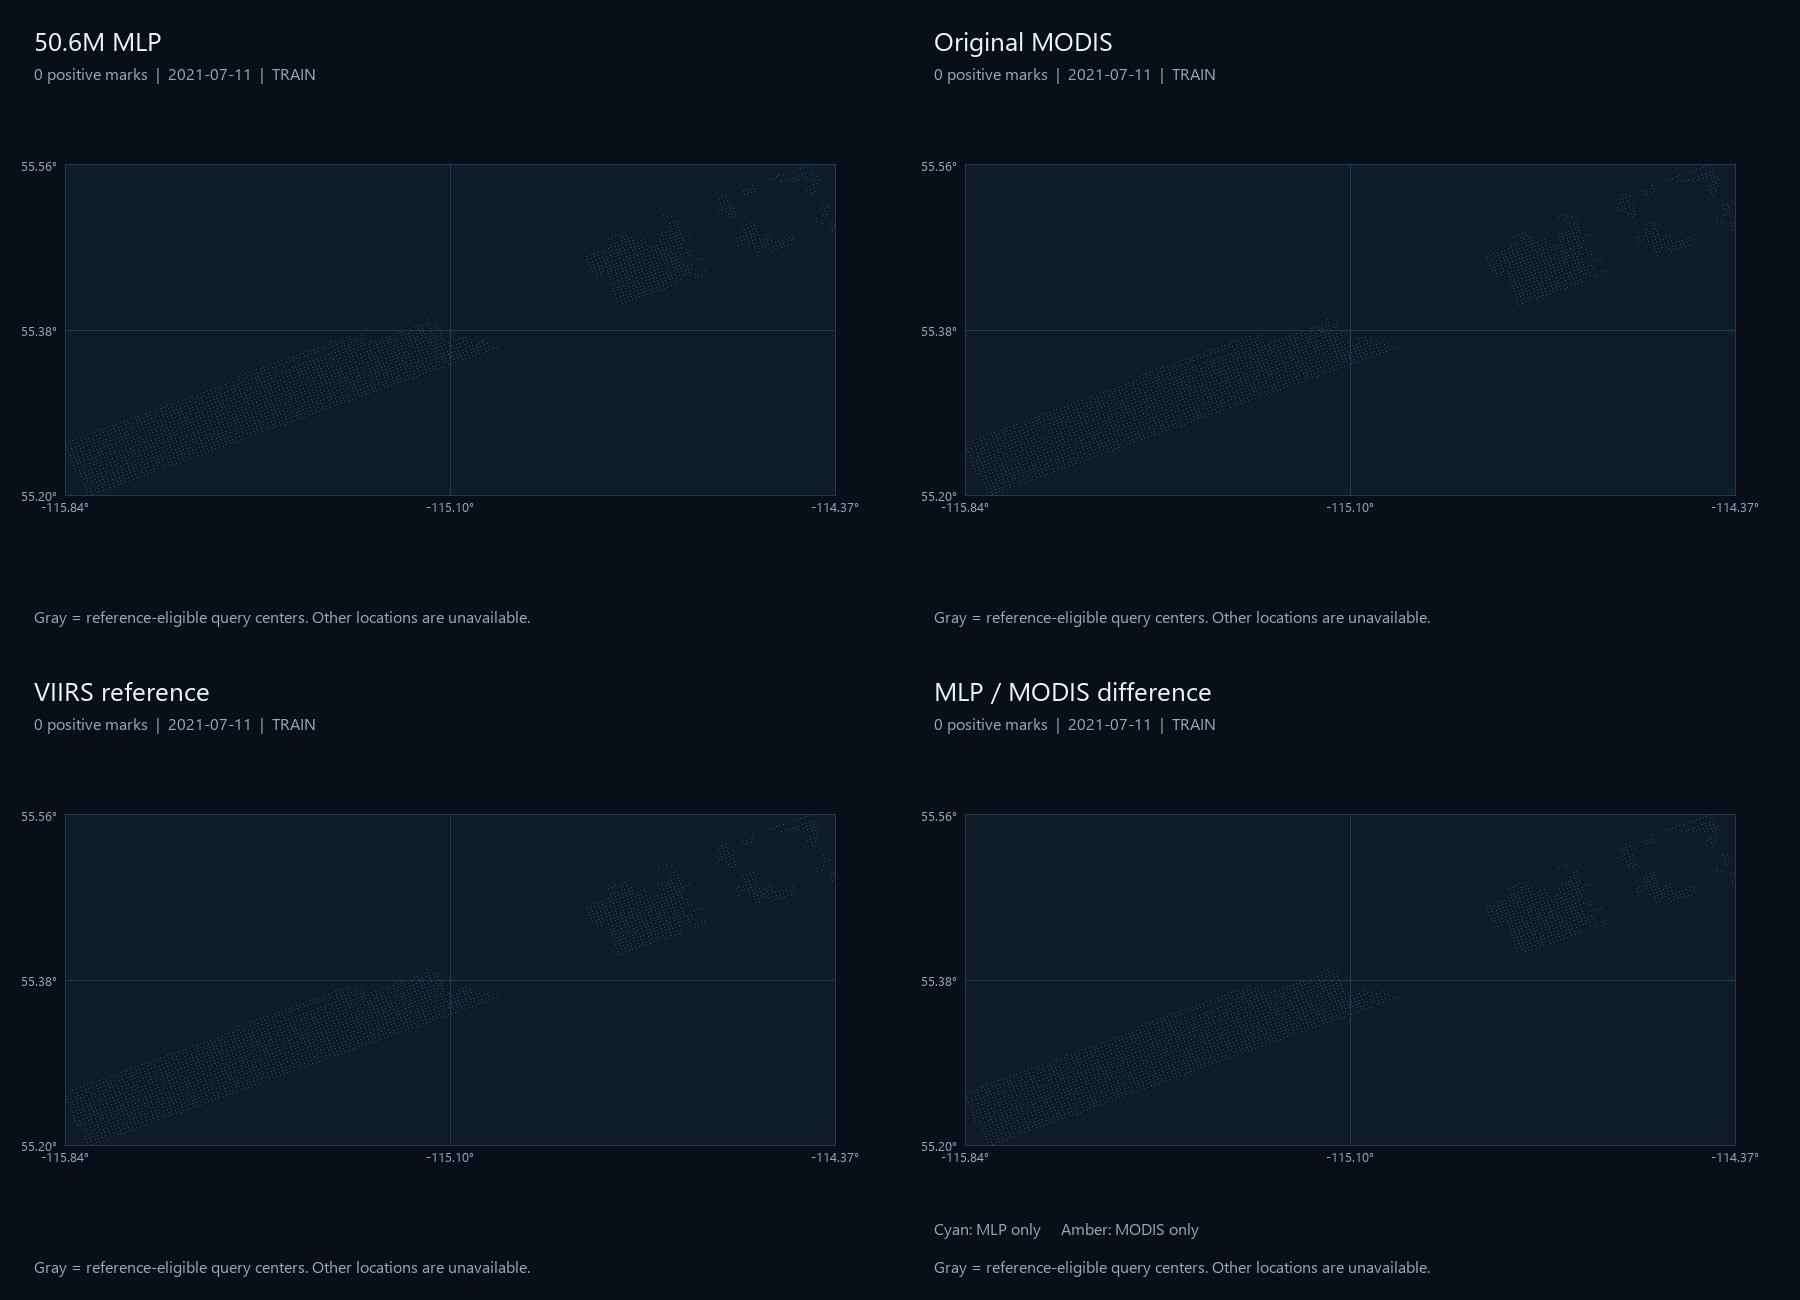 50.6M MLP
0 positive marks | 2021-07-11 | TRAIN
55.56°
55.38°
55.20°
-115.84°
-115.10°
-114.37°
Gray = reference-eligible query centers. Other locations are unavailable.
Original MODIS
0 positive marks | 2021-07-11 | TRAIN
55.56°
55.38°
55.20°
-115.84°
-115.10°
-114.37°
Gray = reference-eligible query centers. Other locations are unavailable.
VIIRS reference
0 positive marks | 2021-07-11 | TRAIN
55.56°
55.38°
55.20°
-115.84°
-115.10°
-114.37°
Gray = reference-eligible query centers. Other locations are unavailable.
MLP / MODIS difference
0 positive marks | 2021-07-11 | TRAIN
55.56°
55.38°
55.20°
-115.84°
-115.10°
-114.37°
Cyan: MLP only Amber: MODIS only
Gray = reference-eligible query centers. Other locations are unavailable.